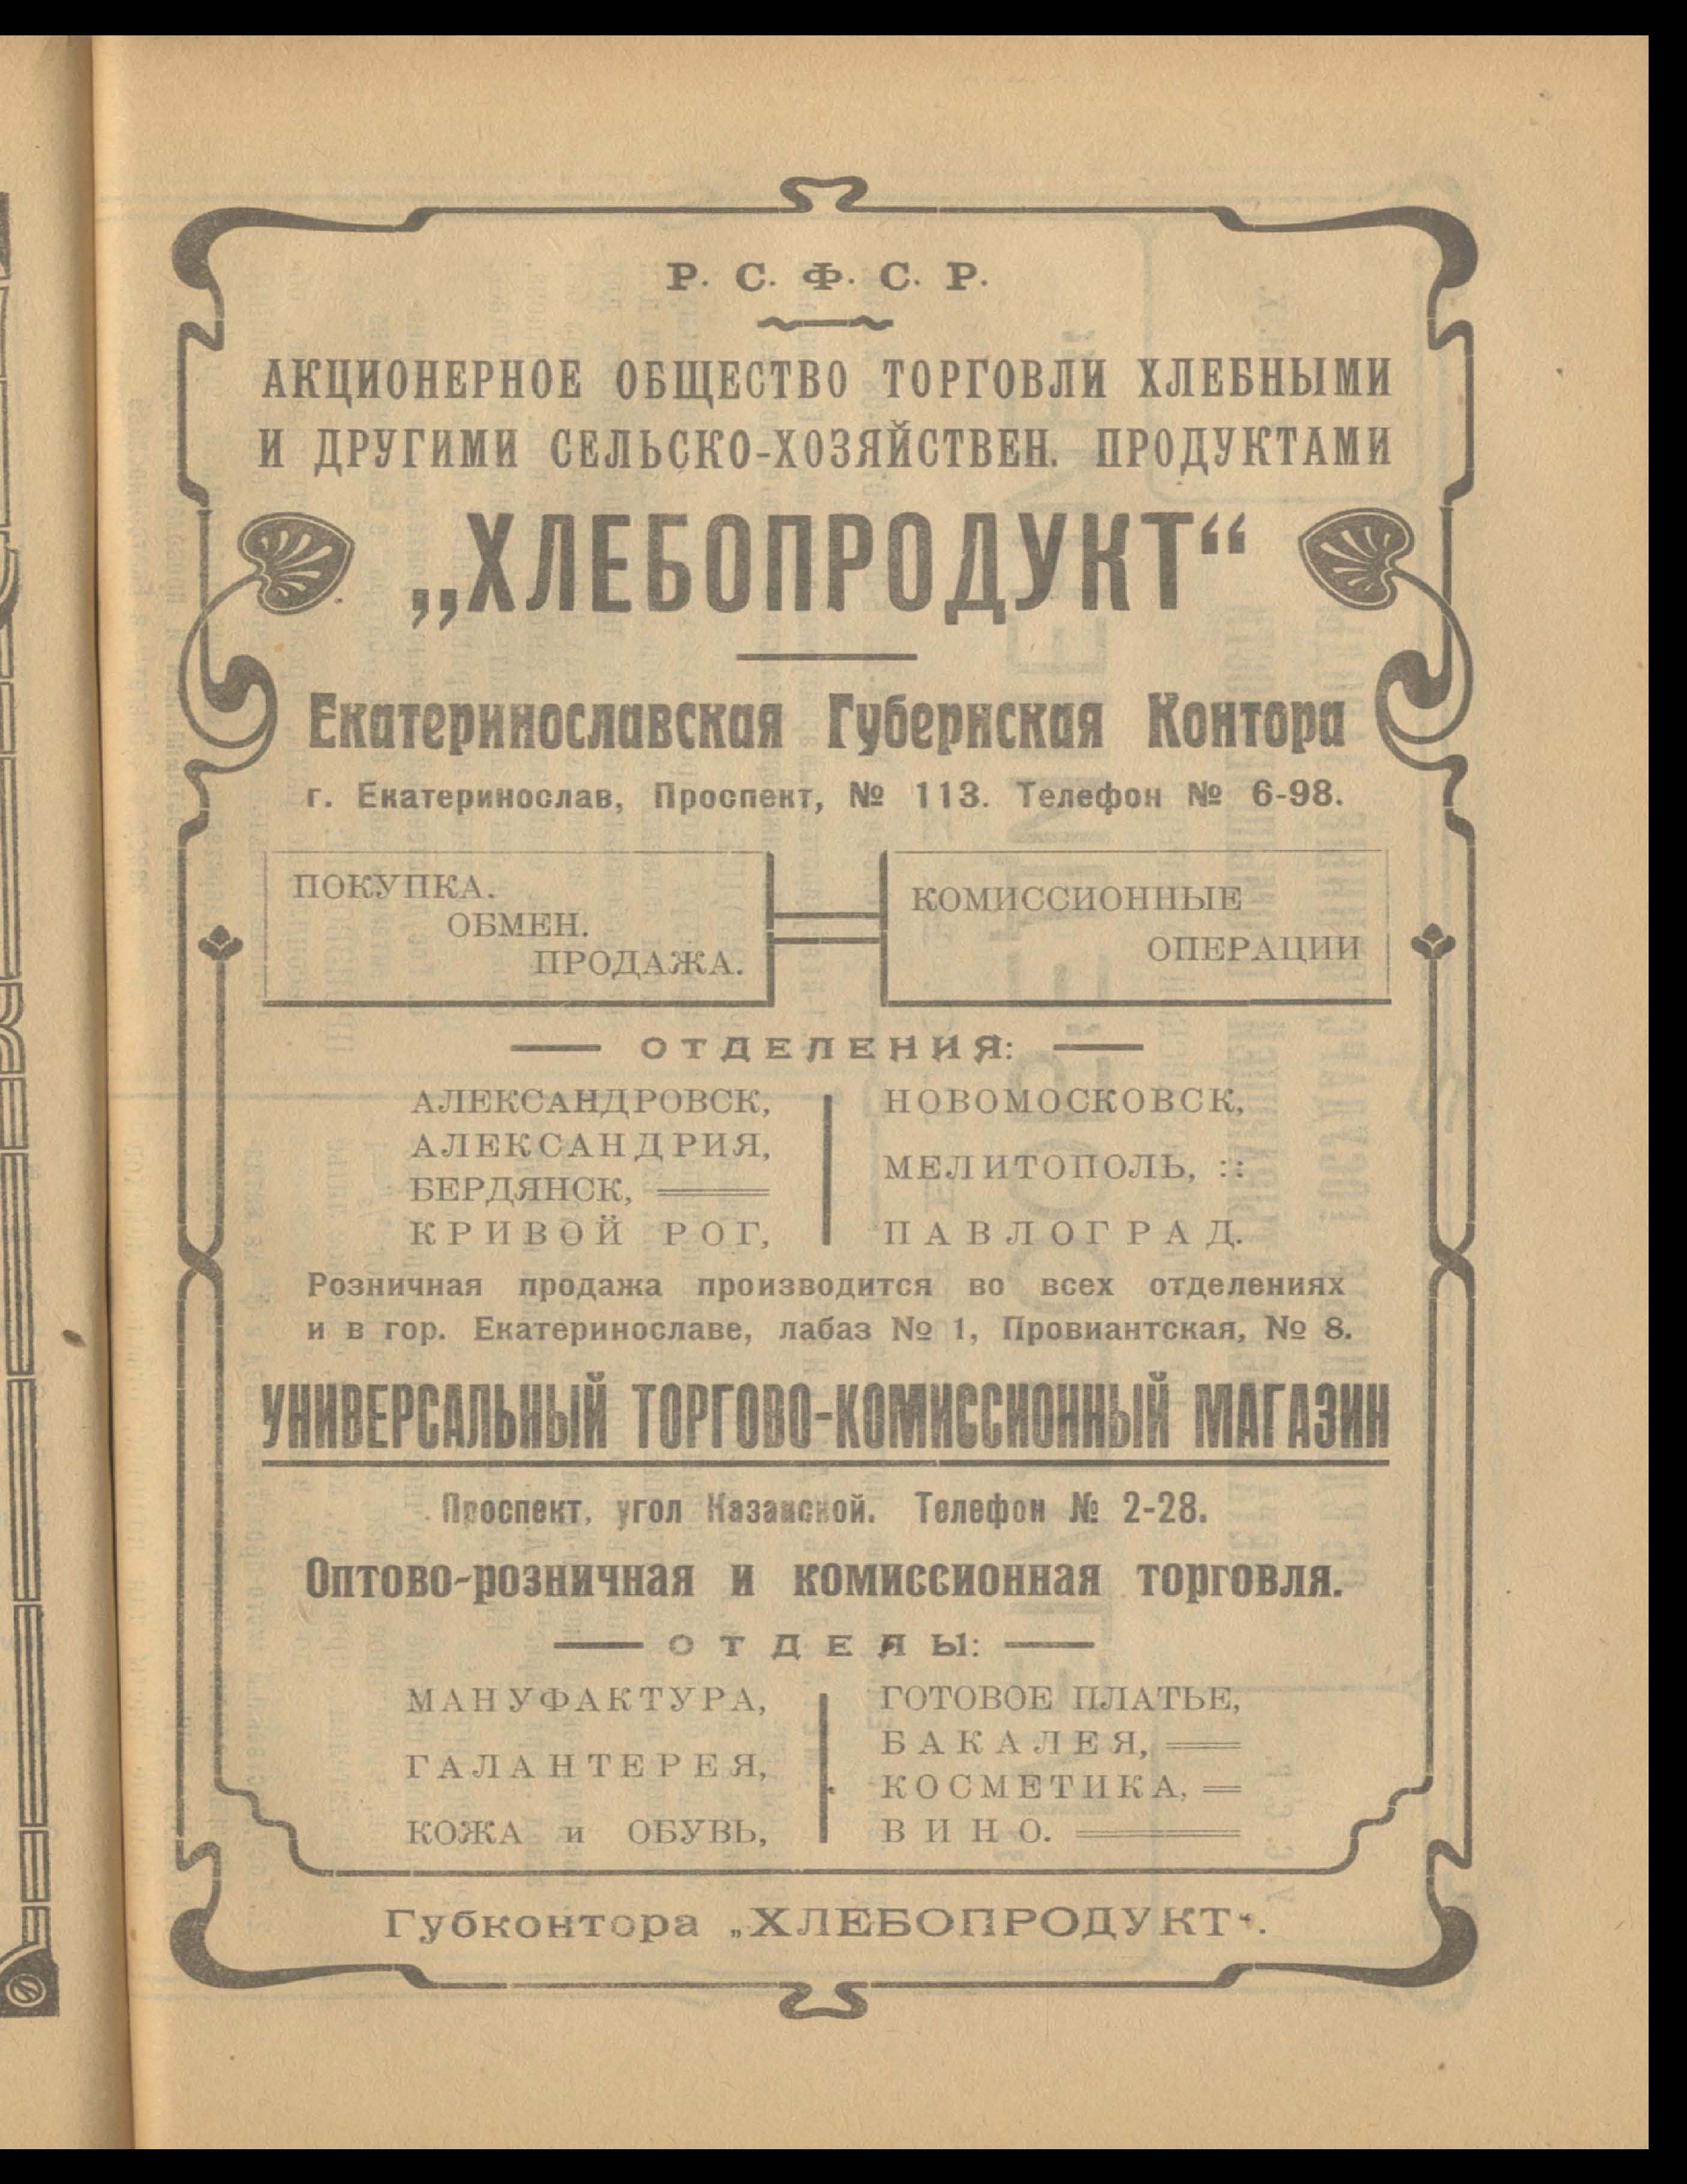 Р. С. Ф. С. Р.
АКЦИОНЕРНОЕ ОБЩЕСТВО ТОРГОВЛИ ХЛЕБНЫМИ
И ДРУГИМИ СЕЛЬСКО-ХОЗЯЙСТВЕН. ПРОДУКТАМИ
„ХЛЕБОПРОДУКТ“
Екатеринославская Губернская Контора
г. Екатеринослав, Проспект, № 113. Телефон № 6-98.
ПОКУПКА.
ОБМЕН.
ПРОДАЖА.
КОМИССИОННЫЕ
ОПЕРАЦИИ
ОТДЕЛЕНИЯ:
АЛЕКСАНДРОВСК,
АЛЕКСАНДРИЯ,
БЕРДЯНСК,
КРИВОЙ РОГ,
НОВОМОСКОВСК,
МЕЛИТОПОЛЬ, ::
ПАВЛОГРАД.
Розничная продажа производится во всех отделениях
и в гор. Екатеринославе, лабаз № 1, Провиантская, № 8.
УНИВЕРСАЛЬНЫЙ ТОРГОВО-КОМИССИОННЫЙ МАГАЗИН
Проспект, угол Казанской. Телефон № 2-28.
Оптово-розничная и комиссионная торговля.
ОТДЕЛЫ:
МАНУФАКТУРА,
ГАЛАНТЕРЕЯ,
КОЖА и ОБУВЬ,
ГОТОВОЕ ПЛАТЬЕ,
БАКАЛЕЯ,
КОСМЕТИКА,
ВИНО.
Губконтора „ХЛЕБОПРОДУКТ“.